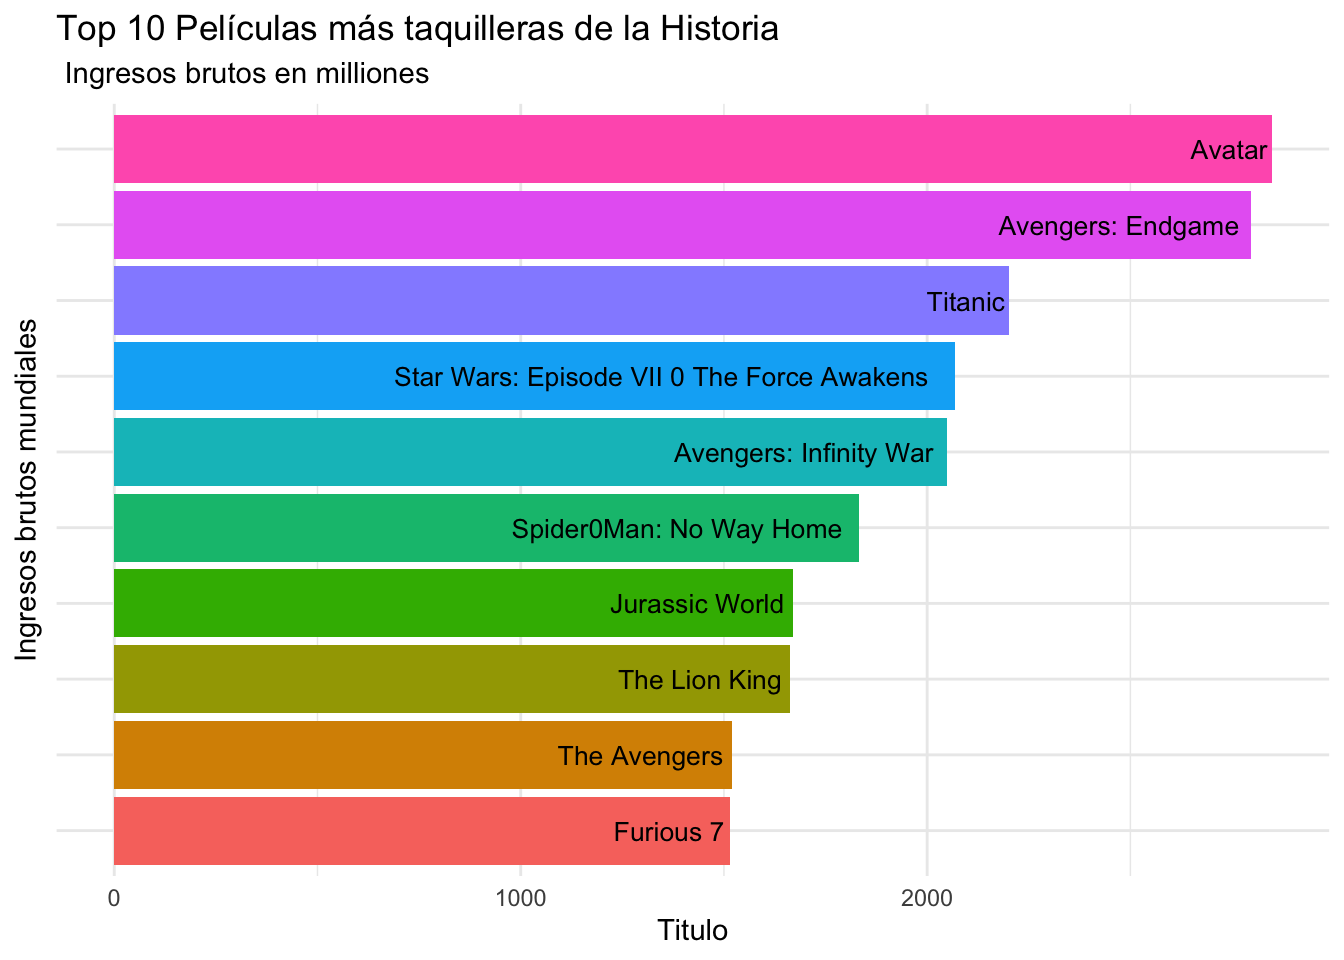 Top 10 Películas más taquilleras de la Historia
Ingresos brutos en milliones
Ingresos brutos mundiales
Avatar
Avengers: Endgame
Titanic
Star Wars: Episode VII 0 The Force Awakens
Avengers: Infinity War
Spider0Man: No Way Home
Jurassic World
The Lion King
The Avengers
Furious 7
0 1000 2000
Titulo